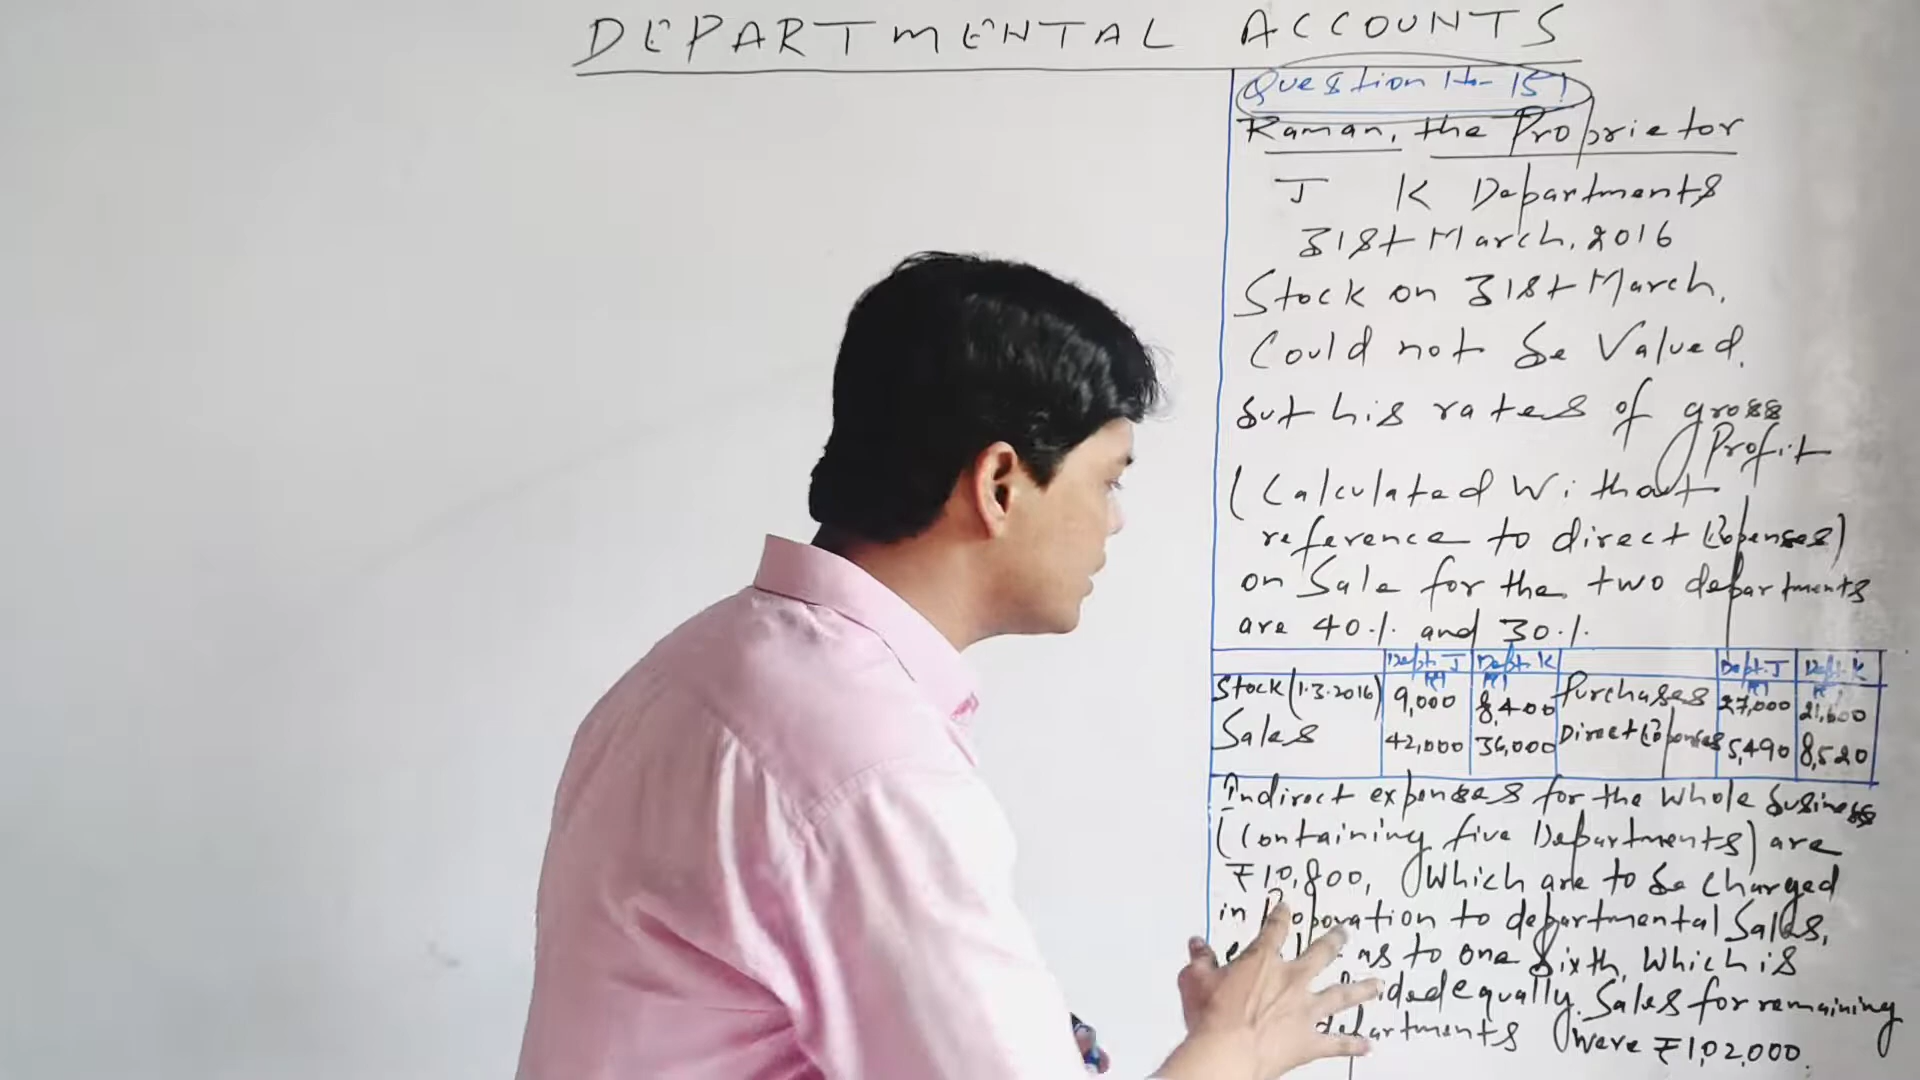 DEPARTMENTAL ACCOUNTS
Question No- 15)
Raman, the Proprietor
J K Departments
31st March, 2016
Stock on 31st March,
Could not be Valued.
but his rates of gross
Profit
(Calculated Without
reference to direct Expenses)
on Sale for the two departments
are 40% and 30%.
Dept. J Dept. K Dept. J Dept. K
Stock (1.3.2016) 9,000 8,400 Purchases 27,000 21,600
Sales 42,000 36,000 Direct Expenses 5,490 8,520
Indirect expenses for the whole business
(Containing five Departments) are
₹10,800, Which are to be charged
in to departmental Sales,
as to one Sixth, Which is
equally. Sales for remaining
departments Were ₹1,02,000.